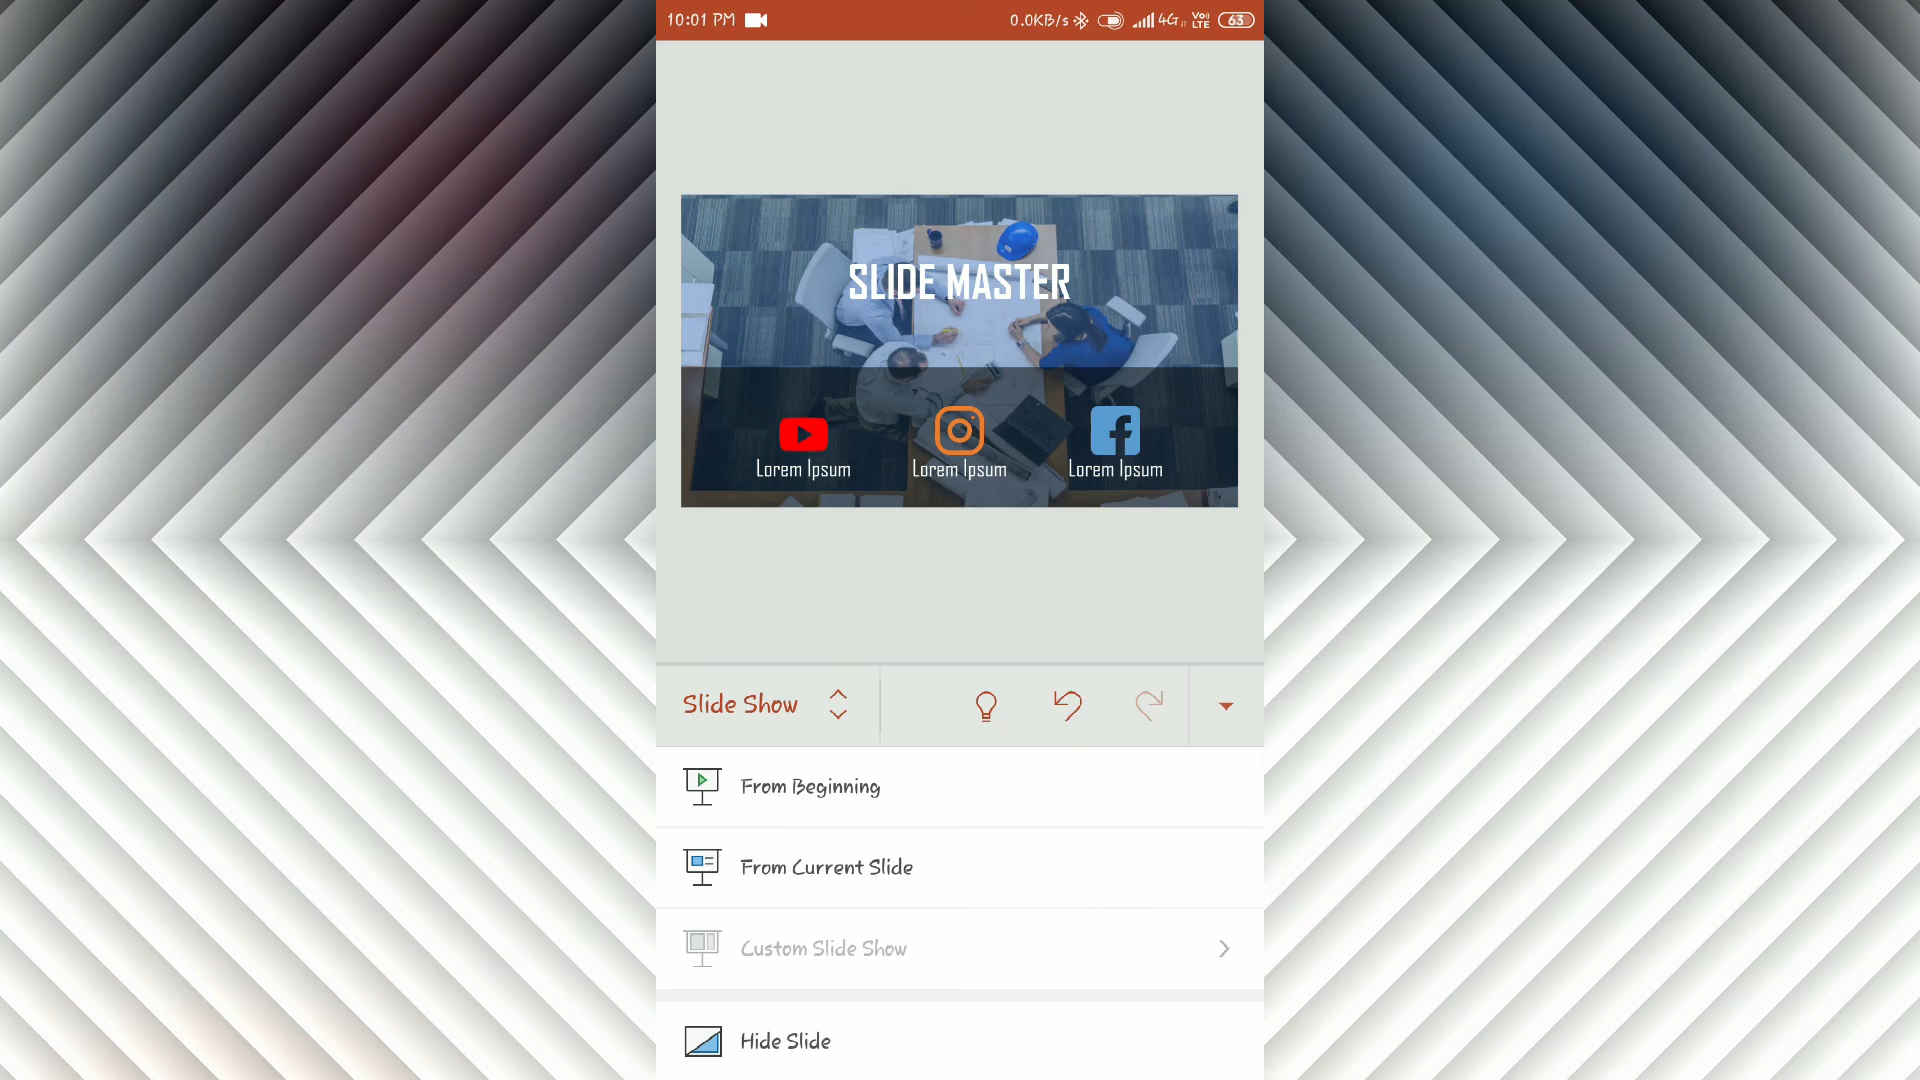 10:01 PM 0.0KB/s 4G Vo) LTE 63
SLIDE MASTER
Lorem Ipsum Lorem Ipsum Lorem Ipsum
Slide Show
From Beginning
From Current Slide
Custom Slide Show
Hide Slide